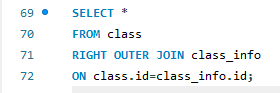 69 SELECT *
70 FROM class
71 RIGHT OUTER JOIN class_info
72 ON class.id=class_info.id;